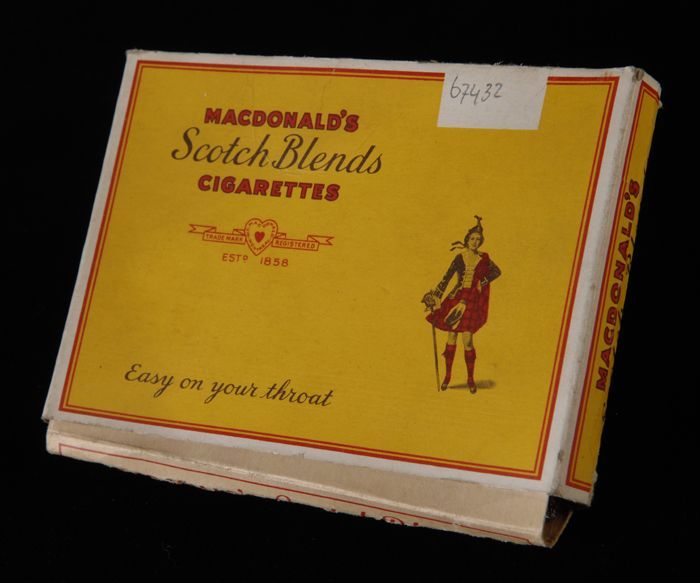 67432
MACDONALD'S
Scotch Blends
CIGARETTES
TRADE MARK REGISTERED
ESTD 1858
Easy on your throat
MACDONALD'S